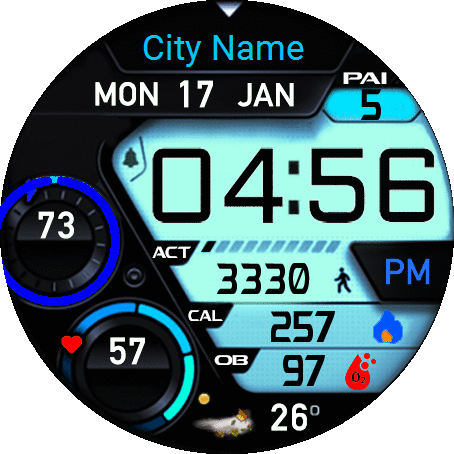 City Name
PAI
MON 17 JAN
5
04:56
73
ACT
3330
PM
CAL
257
57
OB
97
O₂
26°